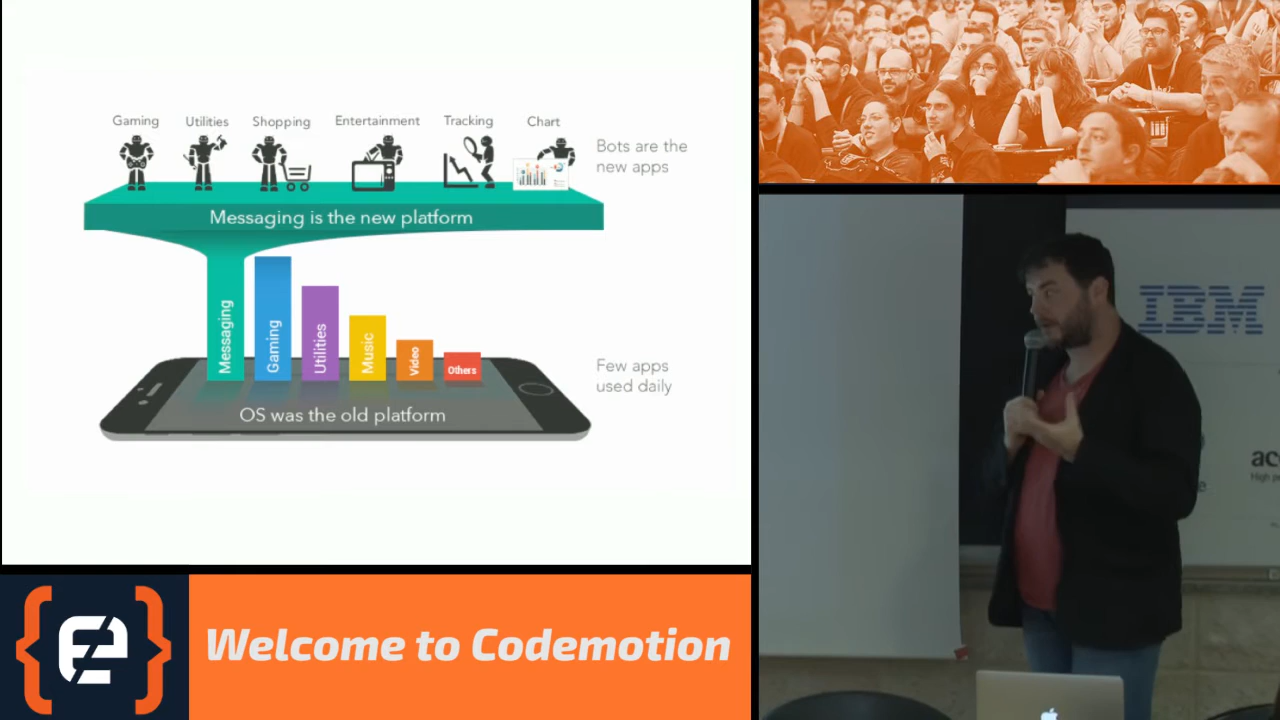 Gaming
Utilities
Shopping
Entertainment
Tracking
Chart
Bots are the
new apps
Messaging is the new platform
Messaging
Gaming
Utilities
Music
Video
Others
Few apps
used daily
OS was the old platform
Welcome to Codemotion
IBM